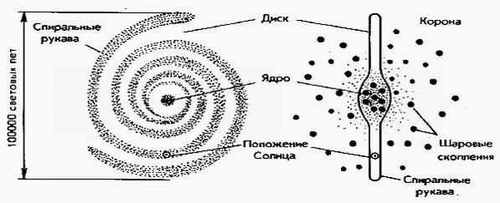 100000 световых лет
Спиральные
рукава
Диск
Ядро
Положение
Солнца
Корона
Шаровые
скопления
Спиральные
рукава.